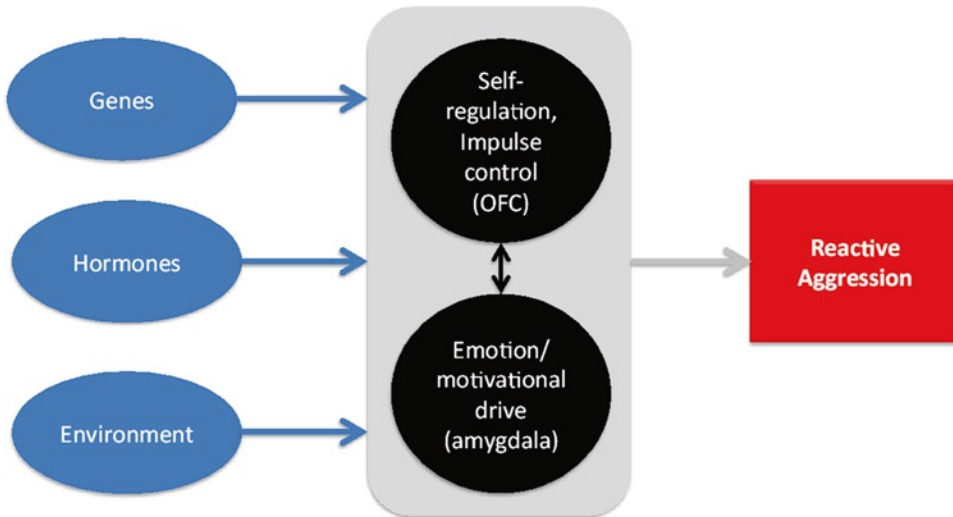 Genes
Hormones
Environment
Self-
regulation,
Impulse
control
(OFC)
Emotion/
motivational
drive
(amygdala)
Reactive
Aggression